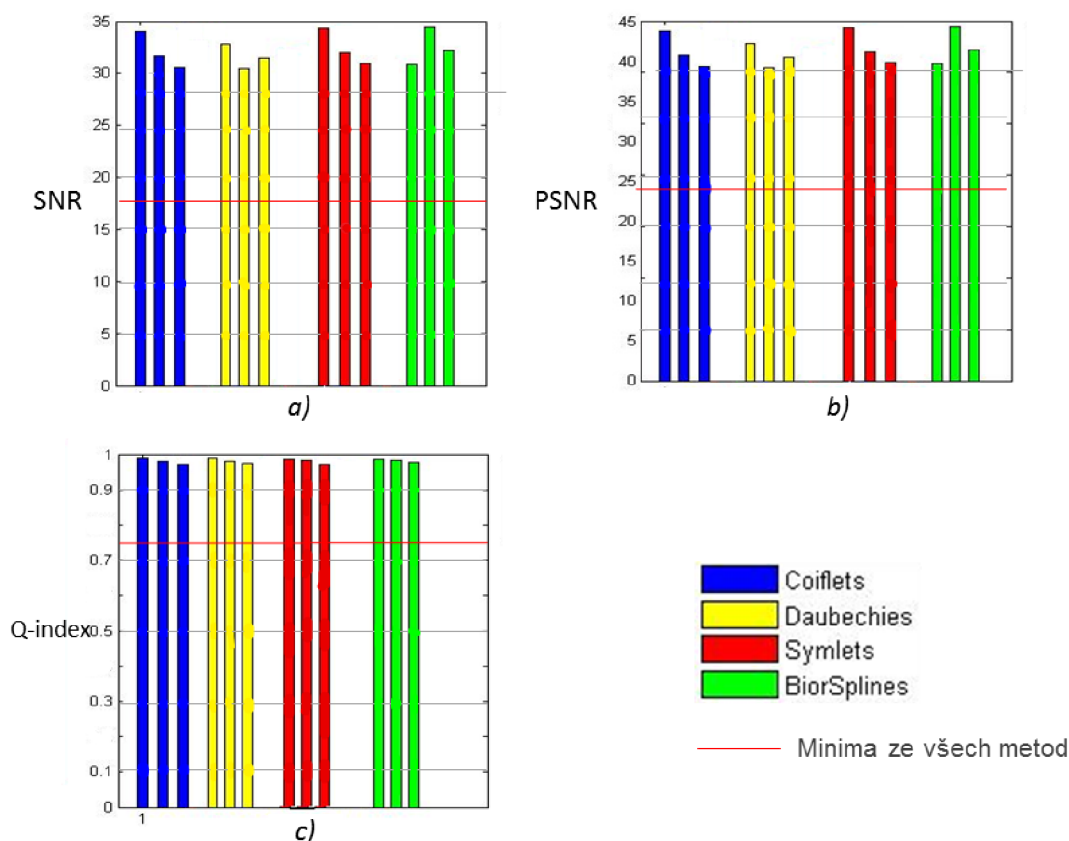 35
30
25
20
15
10
5
0
SNR
a)
45
40
35
30
25
20
15
10
5
0
PSNR
b)
1
0.9
0.7
0.5
0.3
0.1
0
Q-index
1
c)
Coiflets
Daubechies
Symlets
BiorSplines
Minima ze všech metod